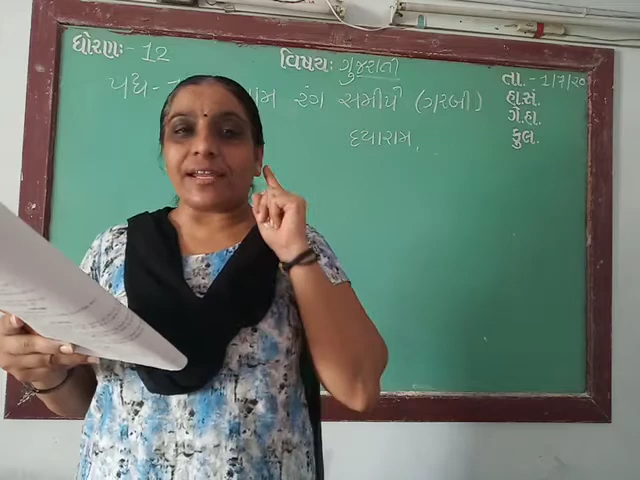 ધોરણ:- 12
વિષય: ગુજરાતી
તા.- 1/7/20
પદ્ય- રંગ સમીપે (ગરબી)
હા.સં.
ગે.હા.
કુલ.
દયારામ.